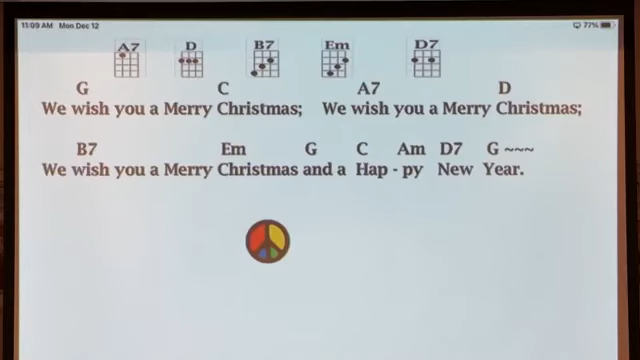 11:09 AM Mon Dec 12 77%
A7 D B7 Em D7
G C A7 D
We wish you a Merry Christmas; We wish you a Merry Christmas;
B7 Em G C Am D7 G ~~~
We wish you a Merry Christmas and a Hap - py New Year.